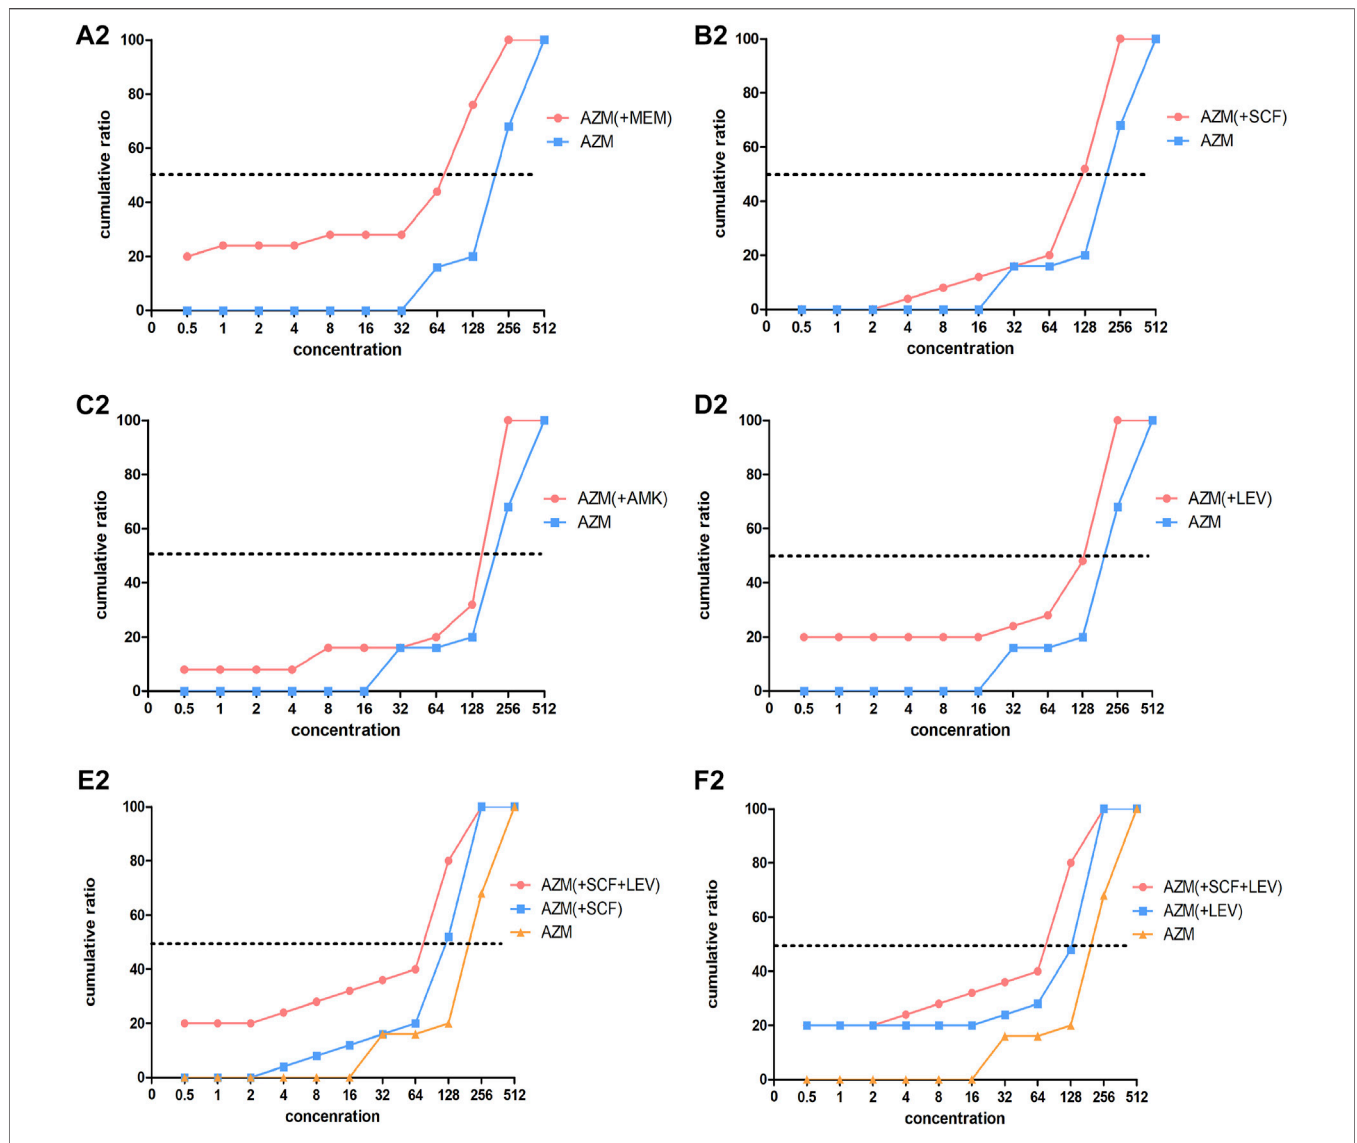 A2
100
80
60
40
20
0
cumulative ratio
0 0.5 1 2 4 8 16 32 64 128 256 512
concentration
AZM(+MEM)
AZM
B2
100
80
60
40
20
0
cumulative ratio
0 0.5 1 2 4 8 16 32 64 128 256 512
concentration
AZM(+SCF)
AZM
C2
100
80
60
40
20
0
cumulative ratio
0 0.5 1 2 4 8 16 32 64 128 256 512
concentration
AZM(+AMK)
AZM
D2
100
80
60
40
20
0
cumulative ratio
0 0.5 1 2 4 8 16 32 64 128 256 512
concenration
AZM(+LEV)
AZM
E2
100
80
60
40
20
0
cumulative ratio
0 0.5 1 2 4 8 16 32 64 128 256 512
concenration
AZM(+SCF+LEV)
AZM(+SCF)
AZM
F2
100
80
60
40
20
0
cumulative ratio
0 0.5 1 2 4 8 16 32 64 128 256 512
concentration
AZM(+SCF+LEV)
AZM(+LEV)
AZM